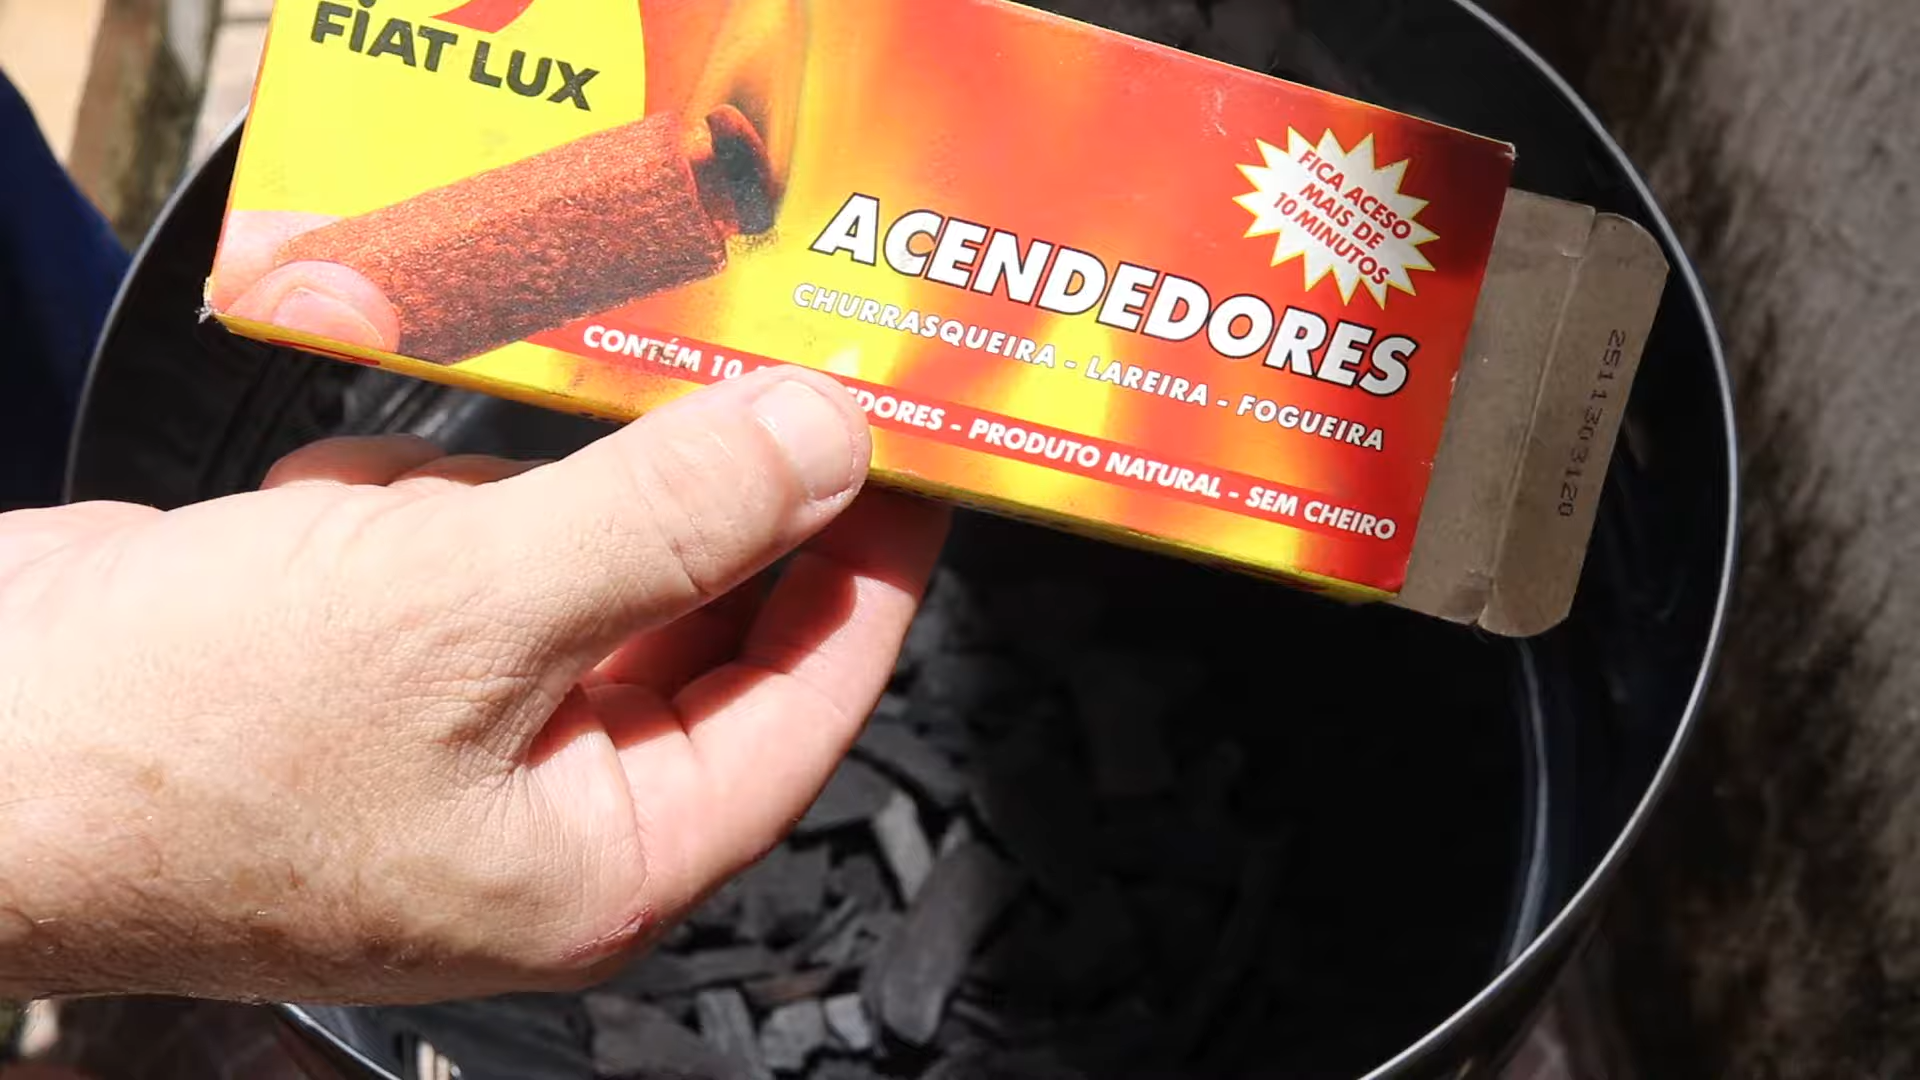 FIAT LUX
FICA ACESO
MAIS DE
10 MINUTOS
ACENDEDORES
CHURRASQUEIRA - LAREIRA - FOGUEIRA
CONTÉM 10 DORES - PRODUTO NATURAL - SEM CHEIRO
2511303120